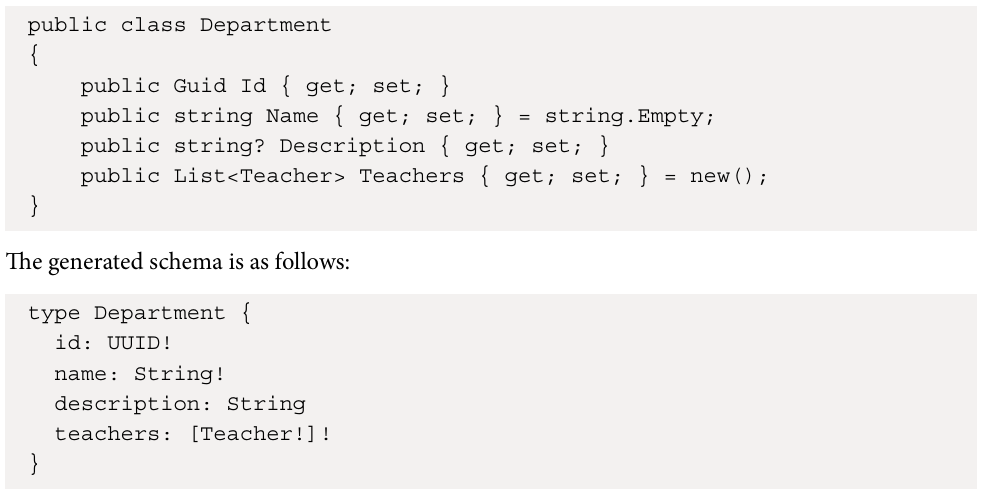 public class Department
{
    public Guid Id { get; set; }
    public string Name { get; set; } = string.Empty;
    public string? Description { get; set; }
    public List<Teacher> Teachers { get; set; } = new();
}
The generated schema is as follows:
type Department {
  id: UUID!
  name: String!
  description: String
  teachers: [Teacher!]!
}